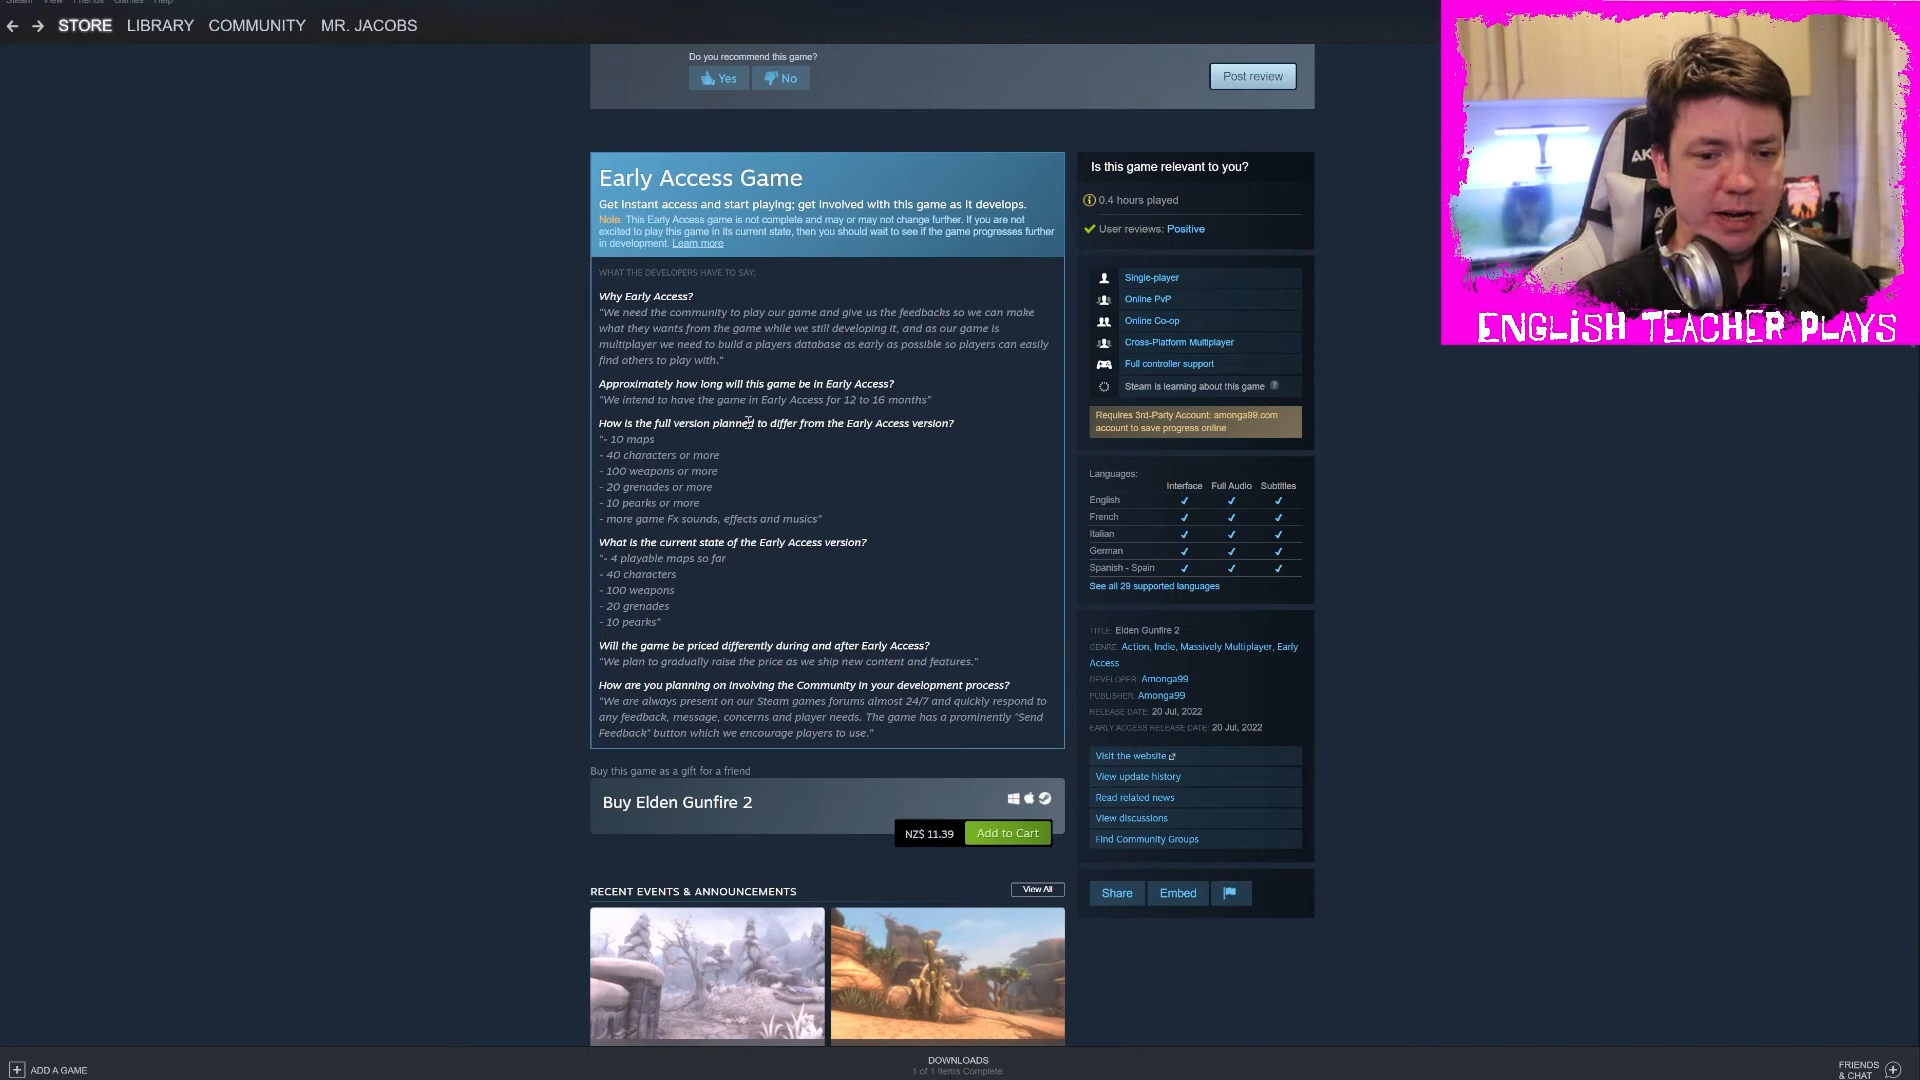 Steam View Friends Games Help
STORE LIBRARY COMMUNITY MR. JACOBS
Do you recommend this game?
Yes No
Post review
Early Access Game
Get instant access and start playing; get involved with this game as it develops.
Note: This Early Access game is not complete and may or may not change further. If you are not
excited to play this game in its current state, then you should wait to see if the game progresses further
in development. Learn more
WHAT THE DEVELOPERS HAVE TO SAY:
Why Early Access?
"We need the community to play our game and give us the feedbacks so we can make
what they wants from the game while we still developing it, and as our game is
multiplayer we need to build a players database as early as possible so players can easily
find others to play with."
Approximately how long will this game be in Early Access?
"We intend to have the game in Early Access for 12 to 16 months"
How is the full version planned to differ from the Early Access version?
"- 10 maps
- 40 characters or more
- 100 weapons or more
- 20 grenades or more
- 10 pearks or more
- more game Fx sounds, effects and musics"
What is the current state of the Early Access version?
"- 4 playable maps so far
- 40 characters
- 100 weapons
- 20 grenades
- 10 pearks"
Will the game be priced differently during and after Early Access?
"We plan to gradually raise the price as we ship new content and features."
How are you planning on involving the Community in your development process?
"We are always present on our Steam games forums almost 24/7 and quickly respond to
any feedback, message, concerns and player needs. The game has a prominently "Send
Feedback" button which we encourage players to use."
Buy this game as a gift for a friend
Buy Elden Gunfire 2
NZ$ 11.39 Add to Cart
RECENT EVENTS & ANNOUNCEMENTS
View All
Is this game relevant to you?
0.4 hours played
User reviews: Positive
Single-player
Online PvP
Online Co-op
Cross-Platform Multiplayer
Full controller support
Steam is learning about this game ?
Requires 3rd-Party Account: amonga99.com
account to save progress online
Languages:
Interface Full Audio Subtitles
English
French
Italian
German
Spanish - Spain
See all 29 supported languages
TITLE: Elden Gunfire 2
GENRE: Action, Indie, Massively Multiplayer, Early
Access
DEVELOPER: Amonga99
PUBLISHER: Amonga99
RELEASE DATE: 20 Jul, 2022
EARLY ACCESS RELEASE DATE: 20 Jul, 2022
Visit the website
View update history
Read related news
View discussions
Find Community Groups
Share Embed
AK
ENGLISH TEACHER PLAYS
ADD A GAME
DOWNLOADS
1 of 1 Items Complete
FRIENDS
& CHAT